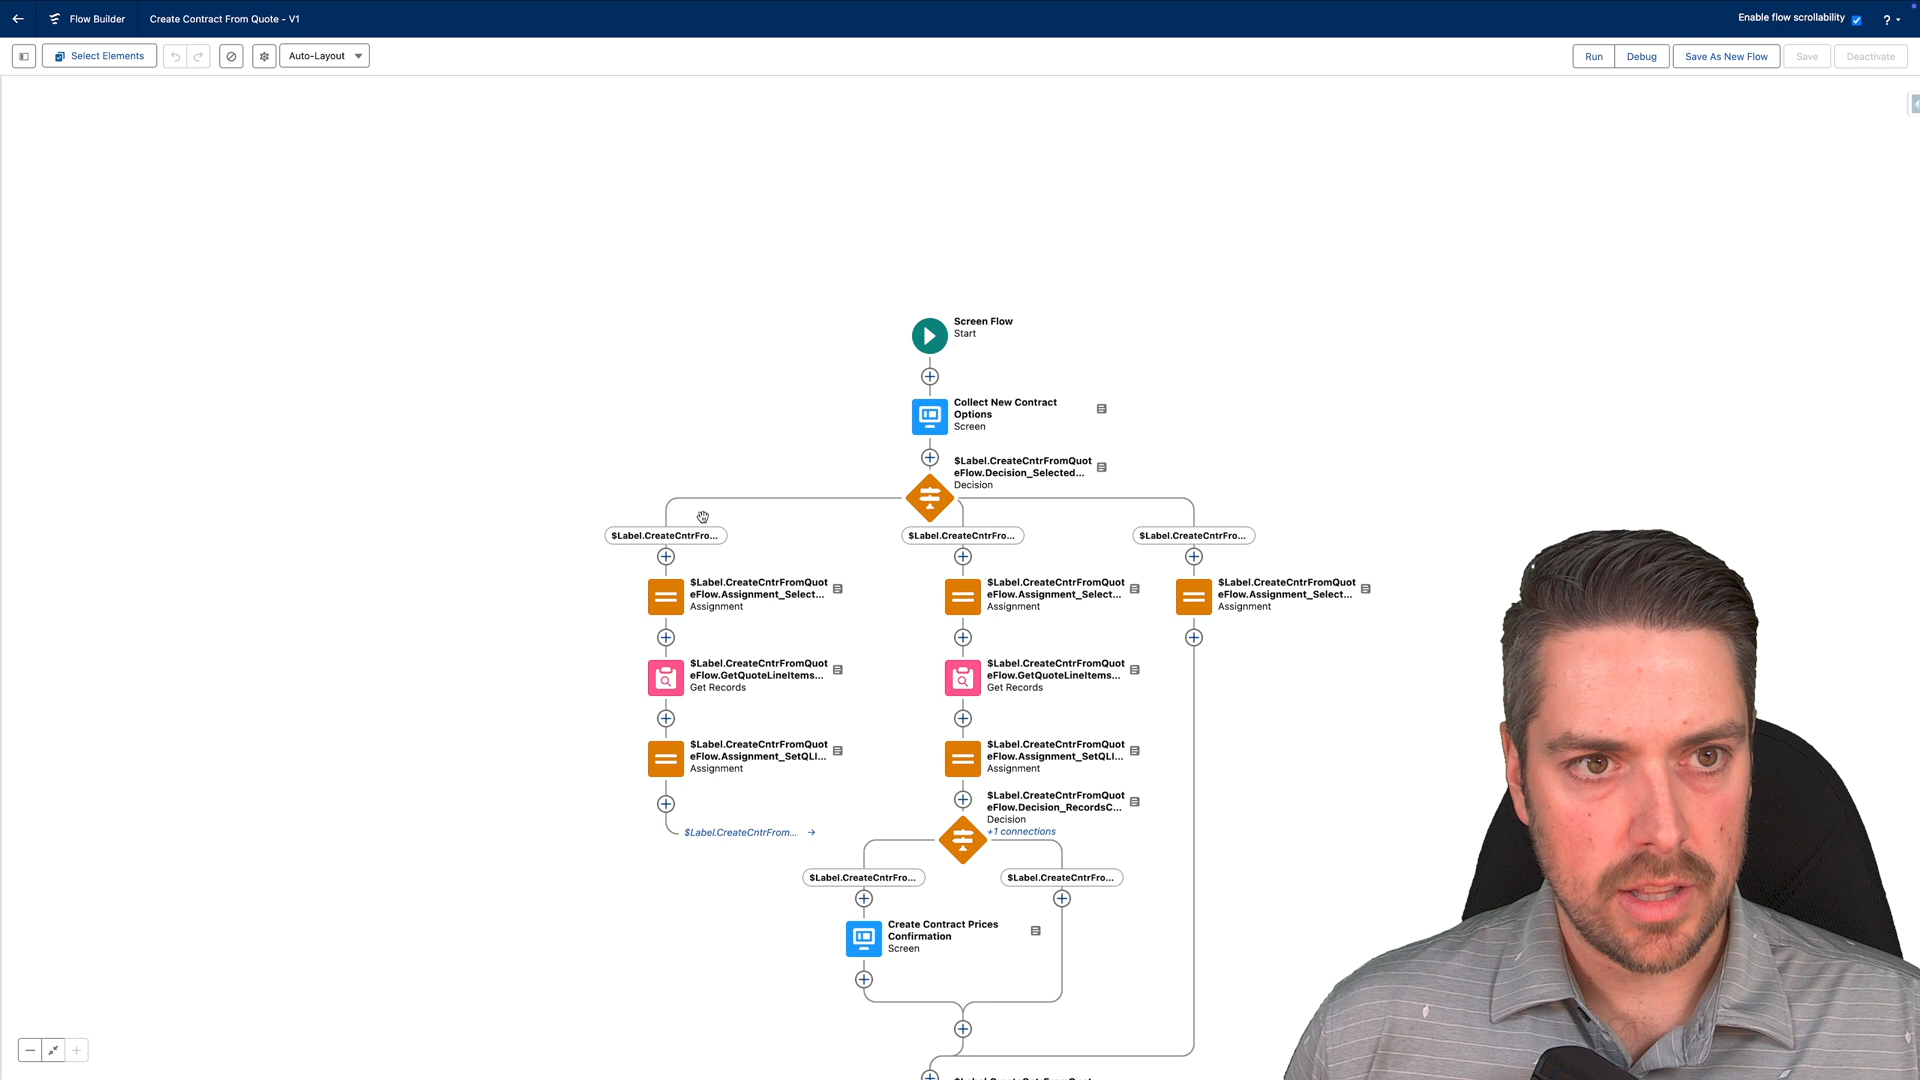 Flow Builder
Create Contract From Quote - V1
Enable flow scrollability
?
Select Elements
Auto-Layout
Run
Debug
Save As New Flow
Save
Deactivate
Screen Flow
Start
Collect New Contract
Options
Screen
$Label.CreateCntrFromQuot
eFlow.Decision_Selected...
Decision
$Label.CreateCntrFro...
$Label.CreateCntrFro...
$Label.CreateCntrFro...
$Label.CreateCntrFromQuot
eFlow.Assignment_Select...
Assignment
$Label.CreateCntrFromQuot
eFlow.Assignment_Select...
Assignment
$Label.CreateCntrFromQuot
eFlow.Assignment_Select...
Assignment
$Label.CreateCntrFromQuot
eFlow.GetQuoteLineItems...
Get Records
$Label.CreateCntrFromQuot
eFlow.GetQuoteLineItems...
Get Records
$Label.CreateCntrFromQuot
eFlow.Assignment_SetQLI...
Assignment
$Label.CreateCntrFromQuot
eFlow.Assignment_SetQLI...
Assignment
$Label.CreateCntrFrom...
$Label.CreateCntrFromQuot
eFlow.Decision_RecordsC...
Decision
+1 connections
$Label.CreateCntrFro...
$Label.CreateCntrFro...
Create Contract Prices
Confirmation
Screen